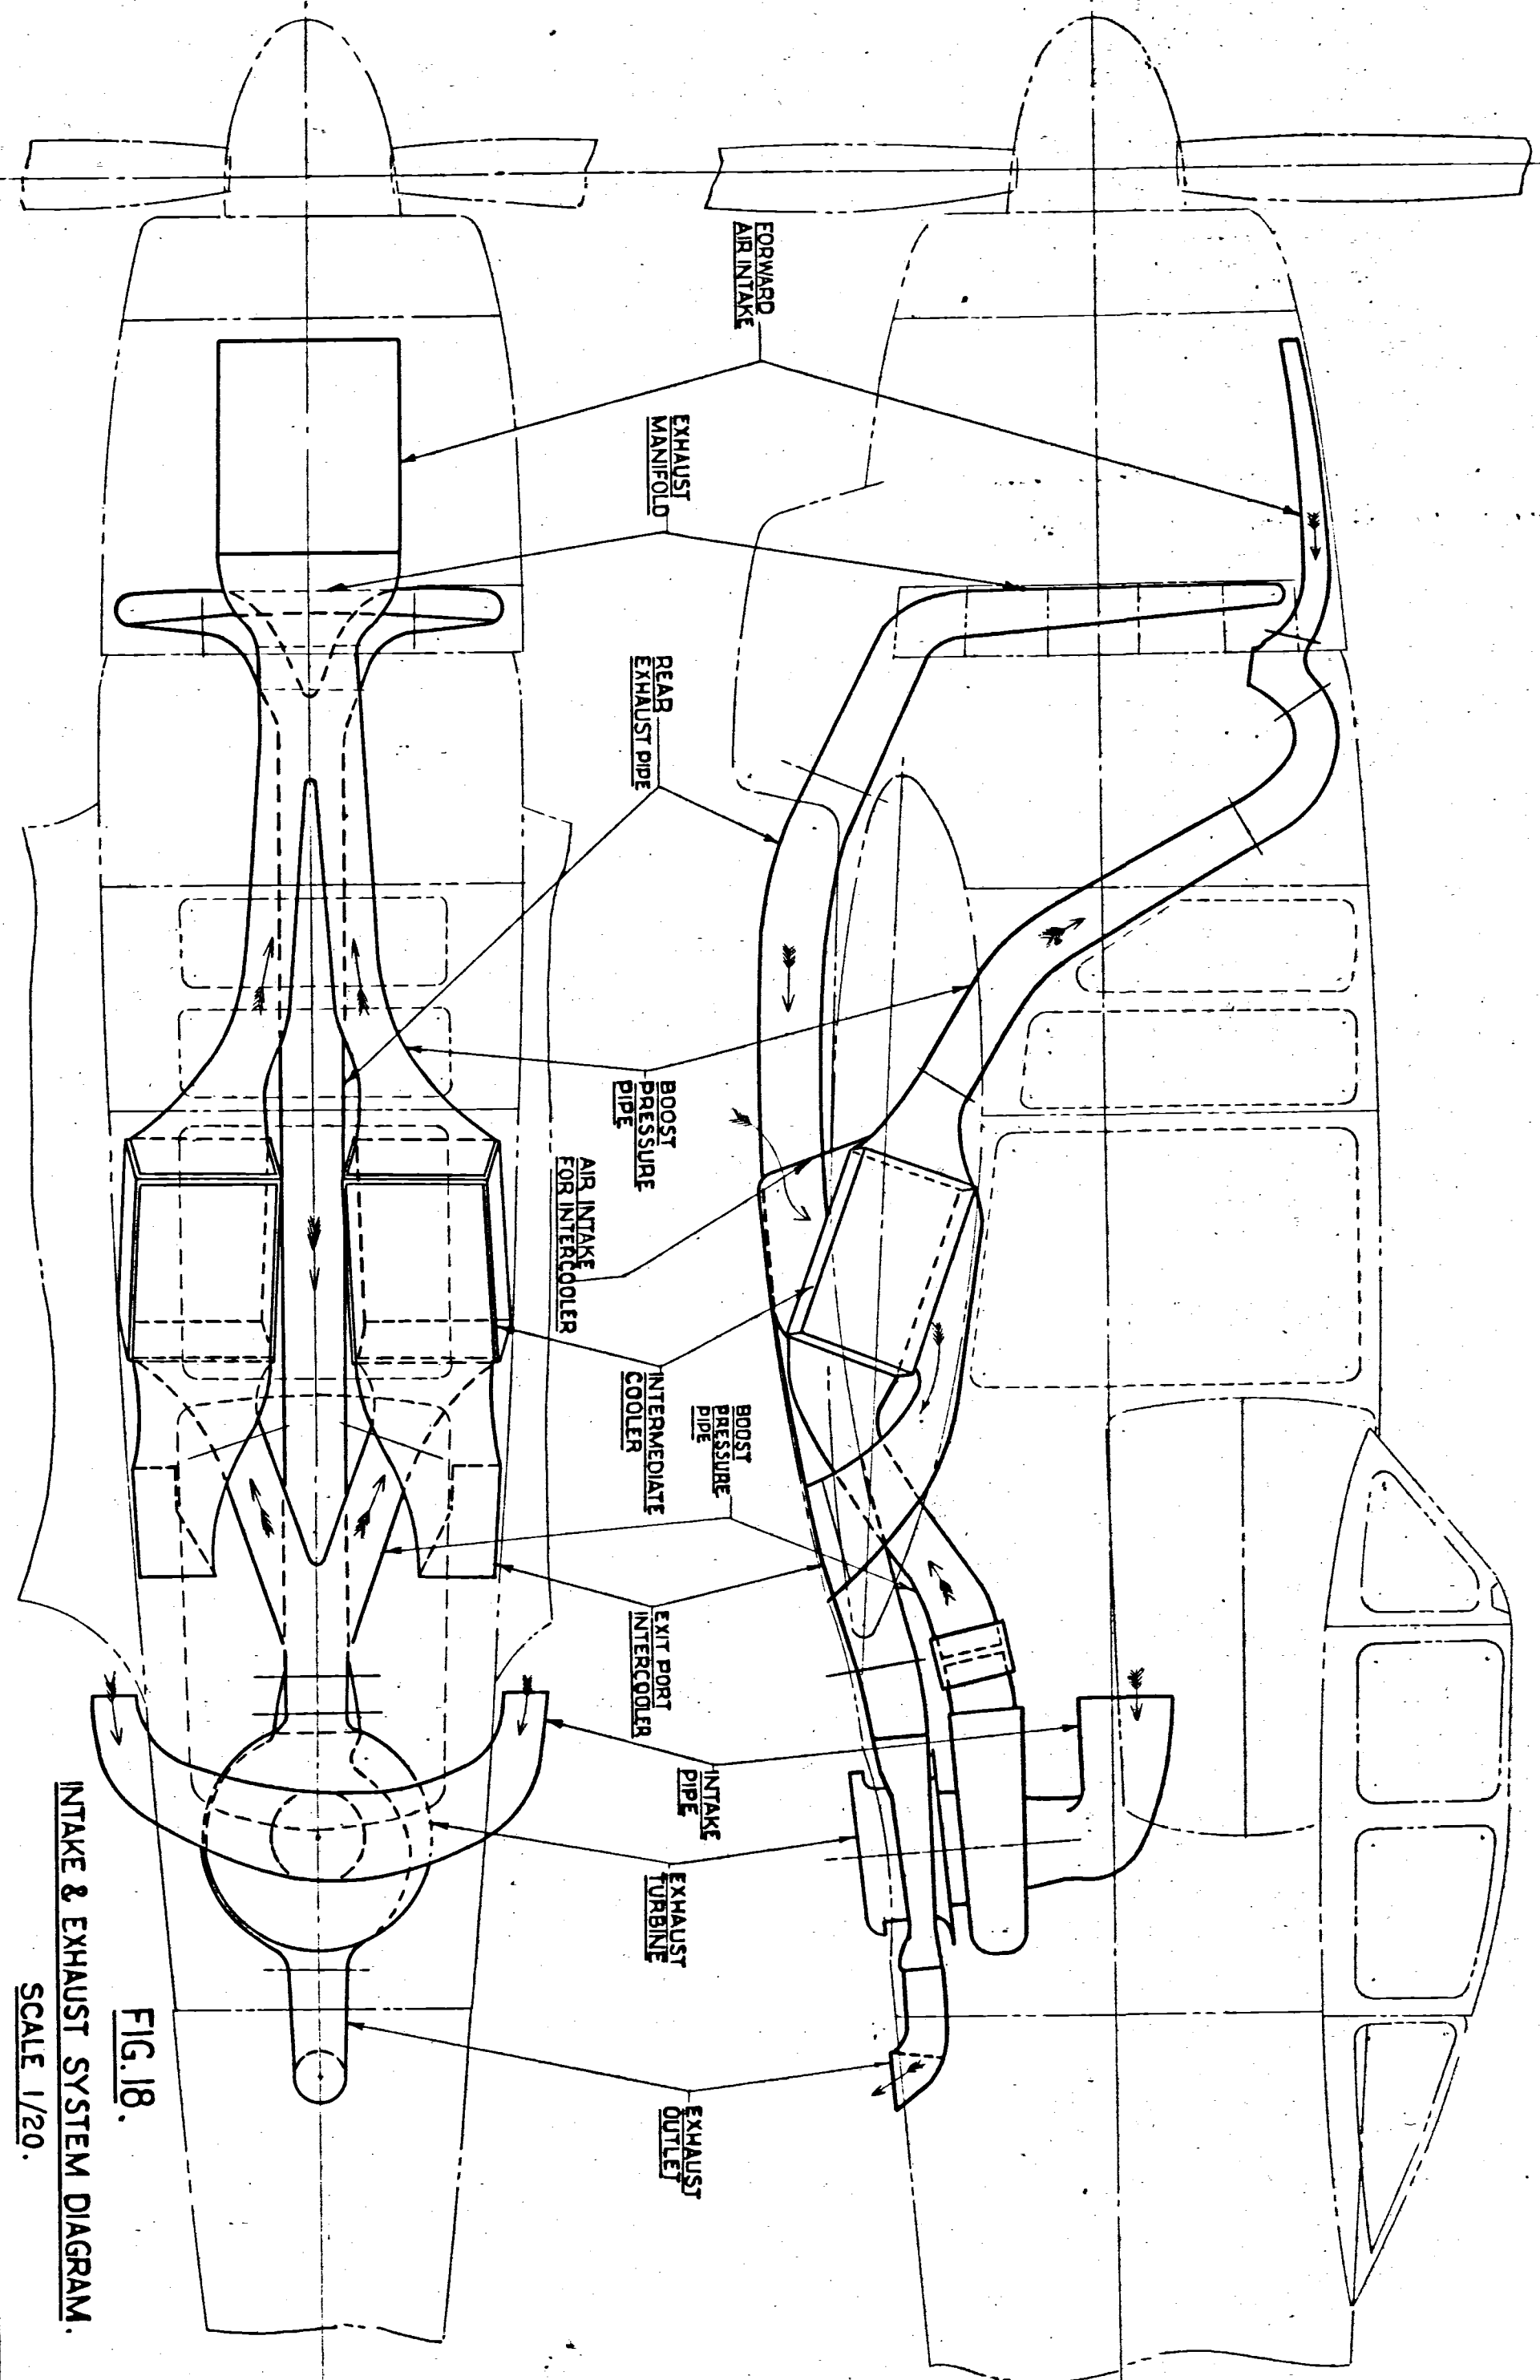 FORWARD
AIR INTAKE
EXHAUST
MANIFOLD
REAR
EXHAUST PIPE
BOOST
PRESSURE
PIPE
AIR INTAKE
FOR INTERCOOLER
INTERMEDIATE
COOLER
BOOST
PRESSURE
PIPE
EXIT PORT
INTERCOOLER
INTAKE
PIPE
EXHAUST
TURBINE
EXHAUST
OUTLET
FIG. 18.
INTAKE & EXHAUST SYSTEM DIAGRAM.
SCALE 1/20.